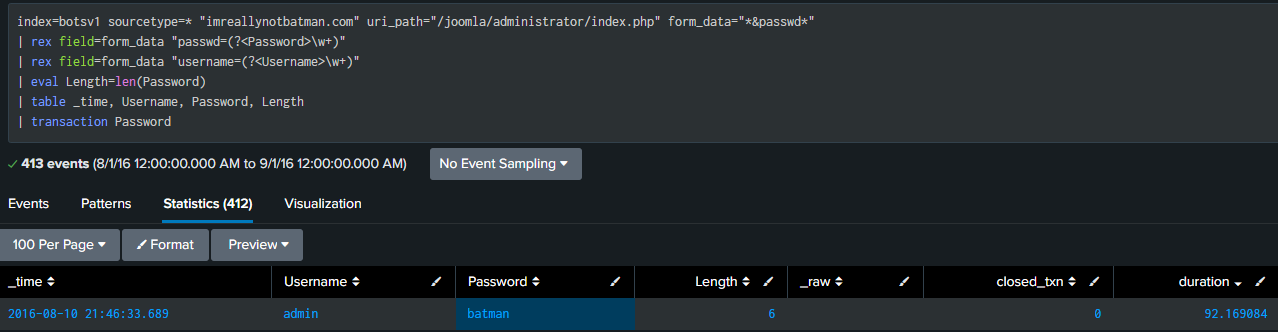 index=botsv1 sourcetype=* "imreallynotbatman.com" uri_path="/joomla/administrator/index.php" form_data="*&passwd*"
| rex field=form_data "passwd=(?<Password>\w+)"
| rex field=form_data "username=(?<Username>\w+)"
| eval Length=len(Password)
| table _time, Username, Password, Length
| transaction Password
413 events (8/1/16 12:00:00.000 AM to 9/1/16 12:00:00.000 AM) No Event Sampling
Events Patterns Statistics (412) Visualization
100 Per Page Format Preview
_time Username Password Length _raw closed_txn duration
2016-08-10 21:46:33.689 admin batman 6 0 92.169084